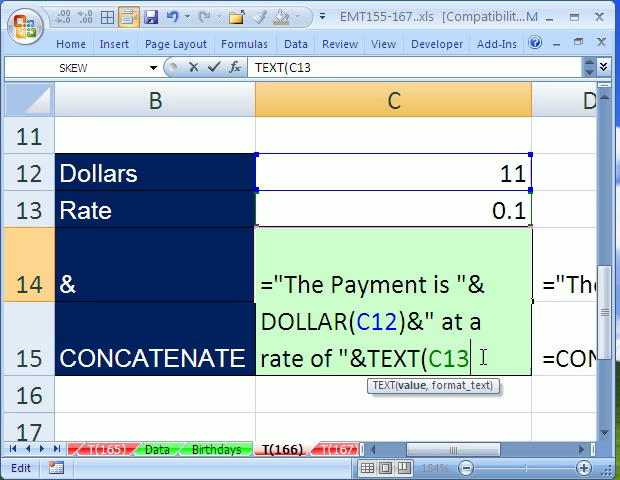 EMT155-167..xls [Compatibilit... M
Home Insert Page Layout Formulas Data Review View Developer Add-Ins
SKEW TEXT(C13
B C D
11
12 Dollars 11
13 Rate 0.1
14 & ="The Payment is "& ="The
DOLLAR(C12)&" at a
15 CONCATENATE rate of "&TEXT(C13 =CON
TEXT(value, format_text)
16
17
T(165) Data Birthdays T(166) T(167)
Edit 184%